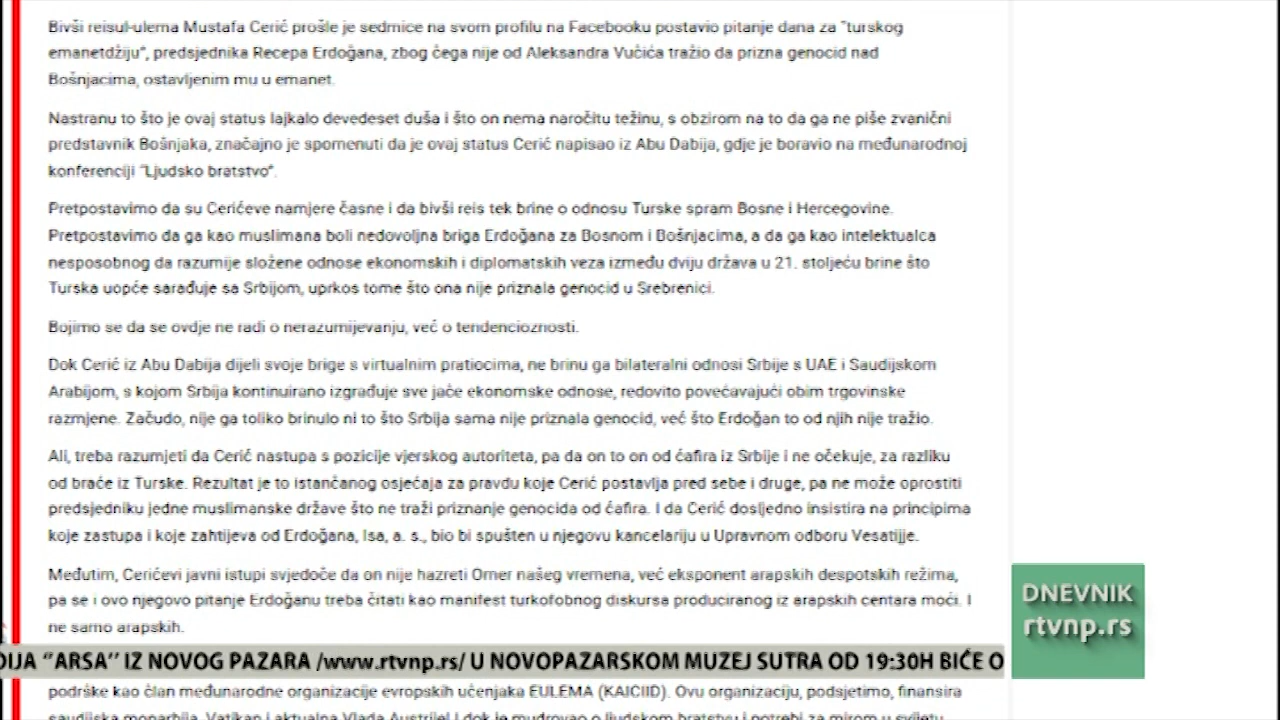 Bivši reisul-ulema Mustafa Cerić prošle je sedmice na svom profilu na Facebooku postavio pitanje dana za "turskog
emanetdžiju", predsjednika Recepa Erdoğana, zbog čega nije od Aleksandra Vučića tražio da prizna genocid nad
Bošnjacima, ostavljenim mu u emanet.
Nastranu to što je ovaj status lajkalo devedeset duša i što on nema naročitu težinu, s obzirom na to da ga ne piše zvanični
predstavnik Bošnjaka, značajno je spomenuti da je ovaj status Cerić napisao iz Abu Dabija, gdje je boravio na međunarodnoj
konferenciji "Ljudsko bratstvo".
Pretpostavimo da su Cerićeve namjere časne i da bivši reis tek brine o odnosu Turske spram Bosne i Hercegovine.
Pretpostavimo da ga kao muslimana boli nedovoljna briga Erdoğana za Bosnom i Bošnjacima, a da ga kao intelektualca
nesposobnog da razumije složene odnose ekonomskih i diplomatskih veza između dviju država u 21. stoljeću brine što
Turska uopće sarađuje sa Srbijom, uprkos tome što ona nije priznala genocid u Srebrenici.
Bojimo se da se ovdje ne radi o nerazumijevanju, već o tendencioznosti.
Dok Cerić iz Abu Dabija dijeli svoje brige s virtualnim pratiocima, ne brinu ga bilateralni odnosi Srbije s UAE i Saudijskom
Arabijom, s kojom Srbija kontinuirano izgrađuje sve jače ekonomske odnose, redovito povećavajući obim trgovinske
razmjene. Začudo, nije ga toliko brinulo ni to što Srbija sama nije priznala genocid, već što Erdoğan to od njih nije tražio.
Ali, treba razumjeti da Cerić nastupa s pozicije vjerskog autoriteta, pa da on to on od ćafira iz Srbije i ne očekuje, za razliku
od braće iz Turske. Rezultat je to istančanog osjećaja za pravdu koje Cerić postavlja pred sebe i druge, pa ne može oprostiti
predsjedniku jedne muslimanske države što ne traži priznanje genocida od ćafira. I da Cerić dosljedno insistira na principima
koje zastupa i koje zahtijeva od Erdoğana, Isa, a. s., bio bi spušten u njegovu kancelariju u Upravnom odboru Vesatijje.
Međutim, Cerićevi javni istupi svjedoče da on nije hazreti Omer našeg vremena, već eksponent arapskih despotskih režima,
pa se i ovo njegovo pitanje Erdoğanu treba čitati kao manifest turkofobnog diskursa produciranog iz arapskih centara moći. I
ne samo arapskih.
DNEVNIK
rtvnp.rs
DIJA "ARSA" IZ NOVOG PAZARA /www.rtvnp.rs/ U NOVOPAZARSKOM MUZEJ SUTRA OD 19:30H BIĆE O
podrške kao član međunarodne organizacije evropskih učenjaka EULEMA (KAICIID). Ovu organizaciju, podsjetimo, finansira
saudijska monarhija, Vatikan i aktualna Vlada Austrije! I dok je mudrovao o ljudskom bratstvu i potrebi za mirom u svijetu